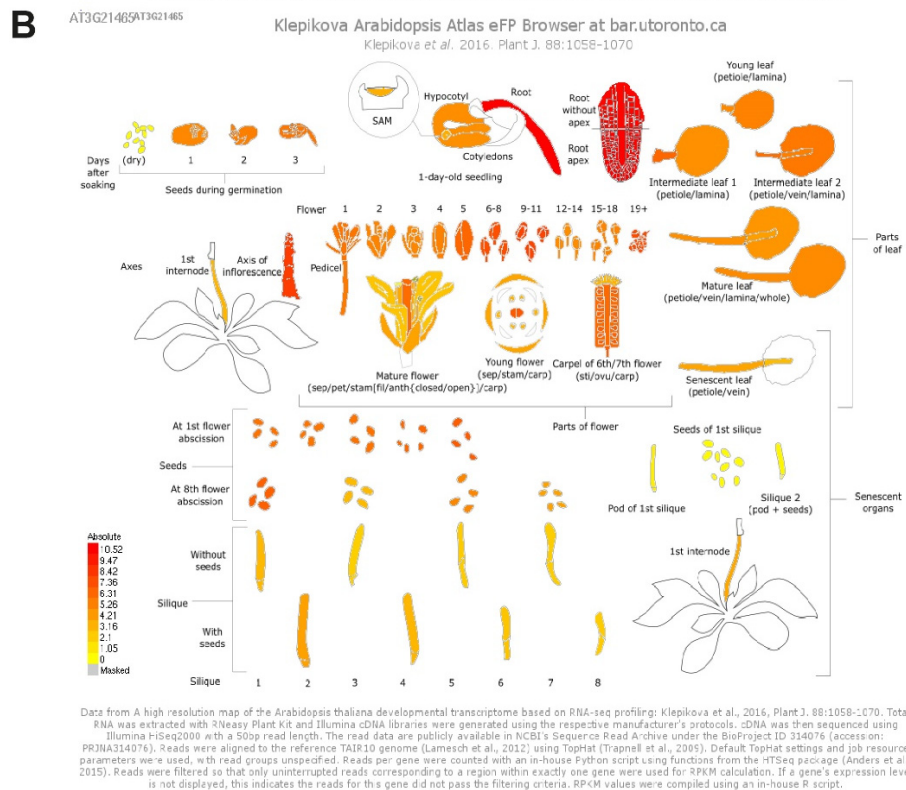 B
AT3G21465 AT3G21465
Klepikova Arabidopsis Atlas eFP Browser at bar.utoronto.ca
Klepikova et al. 2016. Plant J. 88:1058-1070
Young leaf
(petiole/lamina)
Hypocotyl
Root
SAM
Cotyledons
1-day-old seedling
Root
without
apex
Root
apex
Intermediate leaf 1
(petiole/lamina)
Intermediate leaf 2
(petiole/vein/lamina)
Days
after
soaking
(dry) 1 2 3
Seeds during germination
Flower 1 2 3 4 5 6-8 9-11 12-14 15-18 19+
Pedicel
Axes
1st
internode
Axis of
inflorescence
Parts
of leaf
Mature leaf
(petiole/vein/lamina/whole)
Mature flower
(sep/pet/stam[fil/anth{closed/open}]/carp)
Young flower
(sep/stam/carp)
Carpel of 6th/7th flower
(sti/ovu/carp)
Senescent leaf
(petiole/vein)
Parts of flower
At 1st flower
abscission
Seeds
At 8th flower
abscission
Seeds of 1st silique
Pod of 1st silique
Silique 2
(pod + seeds)
Senescent
organs
1st internode
Without
seeds
Silique
With
seeds
Silique 1 2 3 4 5 6 7 8
Absolute
10.52
9.47
8.42
7.36
6.31
5.26
4.21
3.16
2.1
1.05
0
Masked
Data from A high resolution map of the Arabidopsis thaliana developmental transcriptome based on RNA-seq profiling: Klepikova et al., 2016, Plant J. 88:1058-1070. Tota
RNA was extracted with RNeasy Plant Kit and Illumina cDNA libraries were generated using the respective manufacturer's protocols. cDNA was then sequenced using
Illumina HiSeq2000 with a 50bp read length. The read data are publicly available in NCBI's Sequence Read Archive under the BioProject ID 314076 (accession:
PRJNA314076). Reads were aligned to the reference TAIR10 genome (Lamesch et al., 2012) using TopHat (Trapnell et al., 2009). Default TopHat settings and job resource
parameters were used, with read groups unspecified. Reads per gene were counted with an in-house Python script using functions from the HTSeq package (Anders et al
2015). Reads were filtered so that only uninterrupted reads corresponding to a region within exactly one gene were used for RPKM calculation. If a gene's expression leve
is not displayed, this indicates the reads for this gene did not pass the filtering criteria. RPKM values were compiled using an in-house R script.